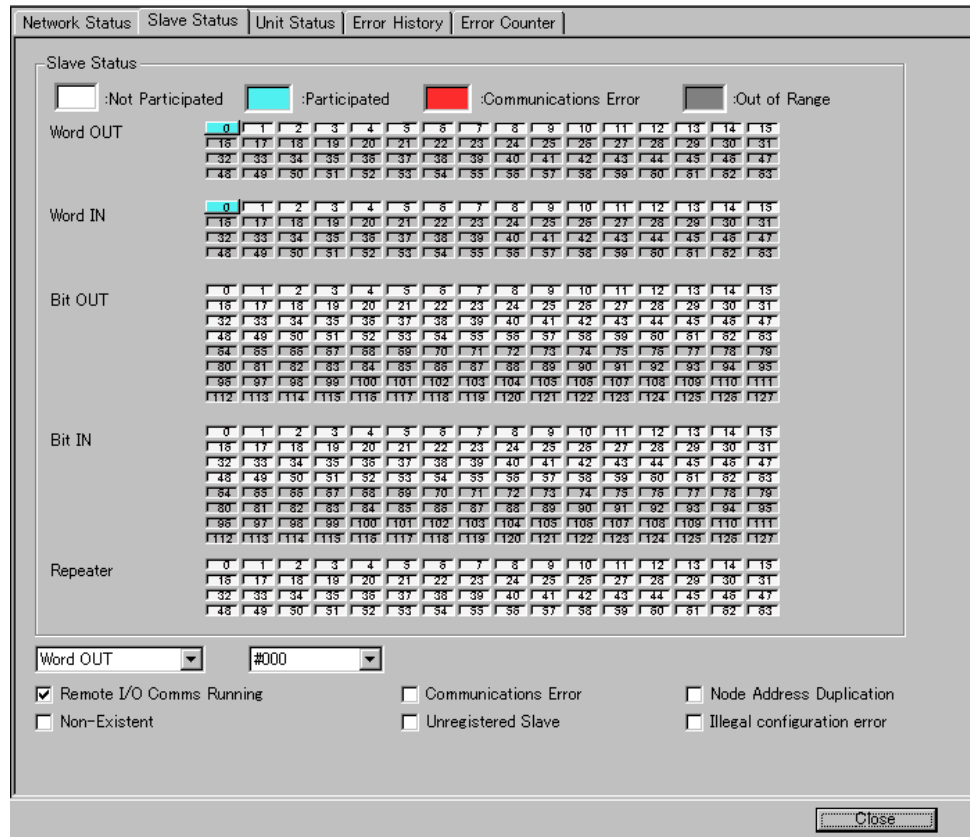 Network Status Slave Status Unit Status Error History Error Counter
Slave Status
:Not Participated :Participated :Communications Error :Out of Range
Word OUT
0 1 2 3 4 5 6 7 8 9 10 11 12 13 14 15
16 17 18 19 20 21 22 23 24 25 26 27 28 29 30 31
32 33 34 35 36 37 38 39 40 41 42 43 44 45 46 47
48 49 50 51 52 53 54 55 56 57 58 59 60 61 62 63
Word IN
0 1 2 3 4 5 6 7 8 9 10 11 12 13 14 15
16 17 18 19 20 21 22 23 24 25 26 27 28 29 30 31
32 33 34 35 36 37 38 39 40 41 42 43 44 45 46 47
48 49 50 51 52 53 54 55 56 57 58 59 60 61 62 63
Bit OUT
0 1 2 3 4 5 6 7 8 9 10 11 12 13 14 15
16 17 18 19 20 21 22 23 24 25 26 27 28 29 30 31
32 33 34 35 36 37 38 39 40 41 42 43 44 45 46 47
48 49 50 51 52 53 54 55 56 57 58 59 60 61 62 63
64 65 66 67 68 69 70 71 72 73 74 75 76 77 78 79
80 81 82 83 84 85 86 87 88 89 90 91 92 93 94 95
96 97 98 99 100 101 102 103 104 105 106 107 108 109 110 111
112 113 114 115 116 117 118 119 120 121 122 123 124 125 126 127
Bit IN
0 1 2 3 4 5 6 7 8 9 10 11 12 13 14 15
16 17 18 19 20 21 22 23 24 25 26 27 28 29 30 31
32 33 34 35 36 37 38 39 40 41 42 43 44 45 46 47
48 49 50 51 52 53 54 55 56 57 58 59 60 61 62 63
64 65 66 67 68 69 70 71 72 73 74 75 76 77 78 79
80 81 82 83 84 85 86 87 88 89 90 91 92 93 94 95
96 97 98 99 100 101 102 103 104 105 106 107 108 109 110 111
112 113 114 115 116 117 118 119 120 121 122 123 124 125 126 127
Repeater
0 1 2 3 4 5 6 7 8 9 10 11 12 13 14 15
16 17 18 19 20 21 22 23 24 25 26 27 28 29 30 31
32 33 34 35 36 37 38 39 40 41 42 43 44 45 46 47
48 49 50 51 52 53 54 55 56 57 58 59 60 61 62 63
Word OUT #000
Remote I/O Comms Running Communications Error Node Address Duplication
Non-Existent Unregistered Slave Illegal configuration error
Close